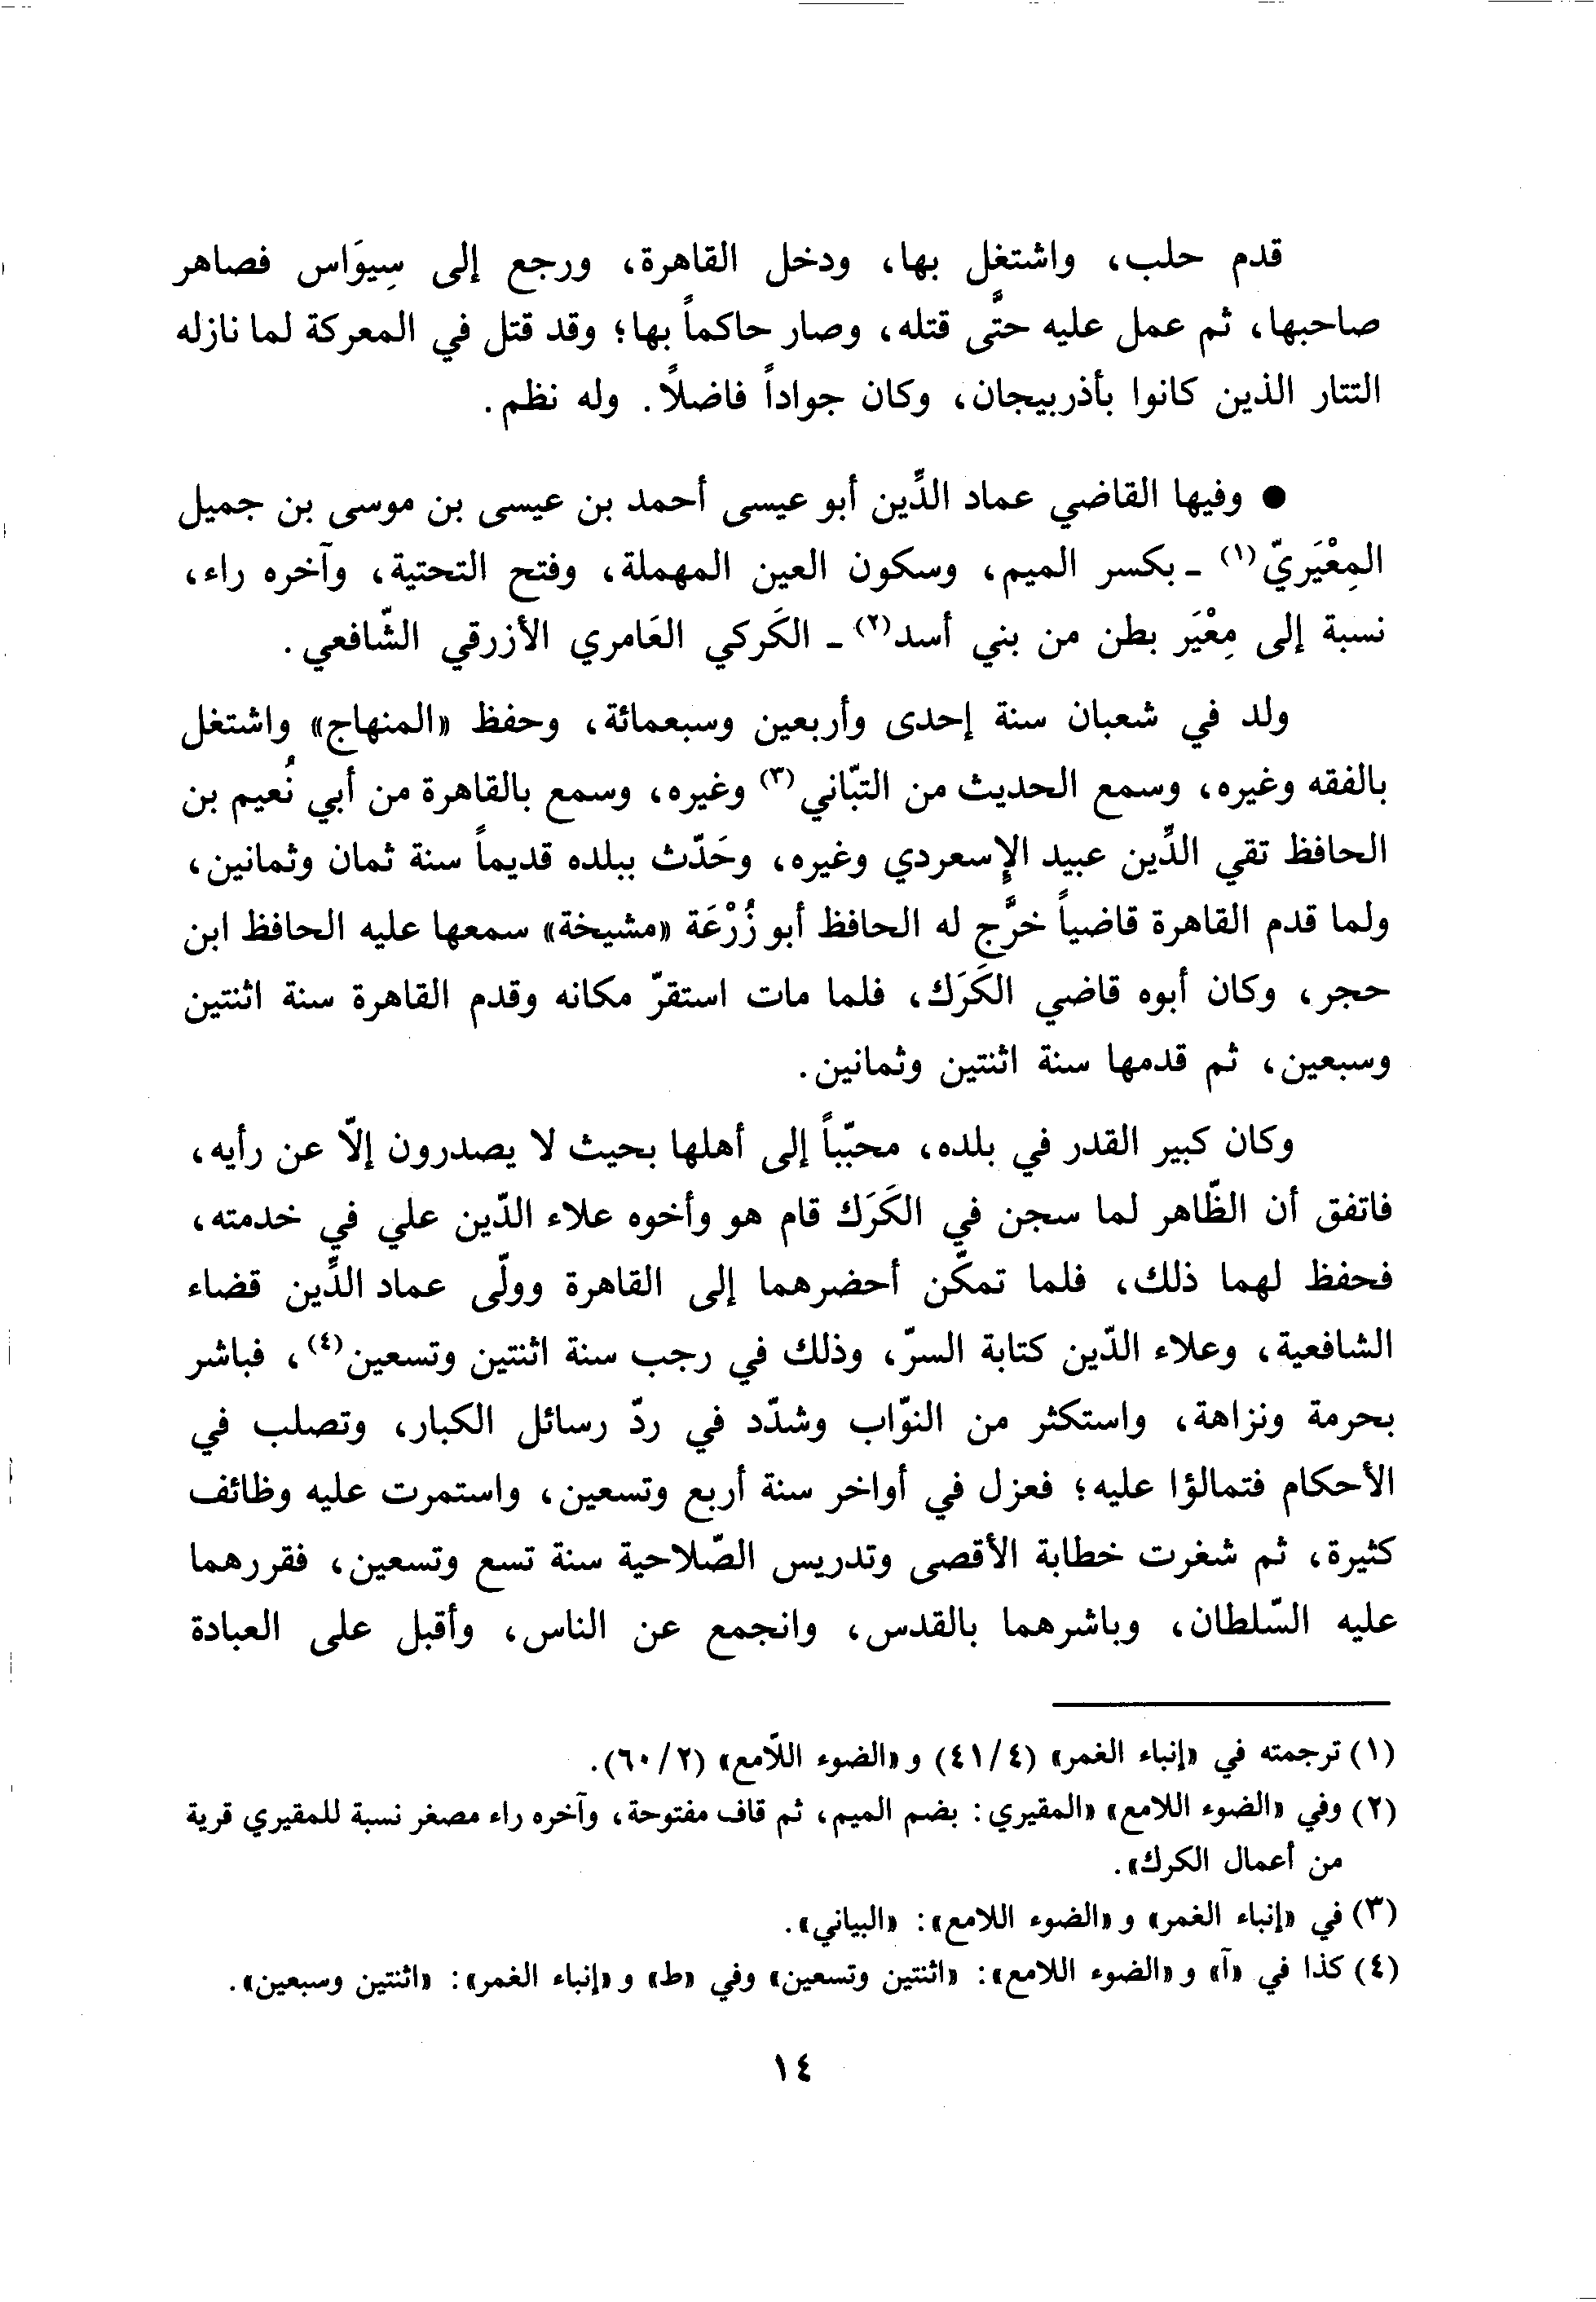 قدم حلب، واشتغل بها، ودخل القاهرة، ورجع إلى سِيوَاس فصاهر
صاحبها، ثم عمل عليه حتَّى قتله، وصار حاكماً بها؛ وقد قتل في المعركة لما نازله
التتار الذين كانوا بأذربيجان، وكان جواداً فاضلاً. وله نظم.
● وفيها القاضي عماد الدِّين أبو عيسى أحمد بن عيسى بن موسى بن جميل
المِعْيَريّ(١) ـ بكسر الميم، وسكون العين المهملة، وفتح التحتية، وآخره راء،
نسبة إلى مِعْيَر بطن من بني أسد(٢) ـ الكَركي العَامري الأزرقي الشّافعي.
ولد في شعبان سنة إحدى وأربعين وسبعمائة، وحفظ «المنهاج» واشتغل
بالفقه وغيره، وسمع الحديث من التبّاني(٣) وغيره، وسمع بالقاهرة من أبي نُعيم بن
الحافظ تقي الدِّين عبيد الإسعردي وغيره، وحَدّث ببلده قديماً سنة ثمان وثمانين،
ولما قدم القاهرة قاضياً خرَّج له الحافظ أبو زُرْعَة «مشيخة» سمعها عليه الحافظ ابن
حجر، وكان أبوه قاضي الكَرَك، فلما مات استقرّ مكانه وقدم القاهرة سنة اثنتين
وسبعين، ثم قدمها سنة اثنتين وثمانين.
وكان كبير القدر في بلده، محبّباً إلى أهلها بحيث لا يصدرون إلّا عن رأيه،
فاتفق أن الظّاهر لما سجن في الكَرَك قام هو وأخوه علاء الدّين علي في خدمته،
فحفظ لهما ذلك، فلما تمكّن أحضرهما إلى القاهرة وولّى عماد الدِّين قضاء
الشافعية، وعلاء الدّين كتابة السرّ، وذلك في رجب سنة اثنتين وتسعين(٤)، فباشر
بحرمة ونزاهة، واستكثر من النوّاب وشدّد في ردّ رسائل الكبار، وتصلب في
الأحكام فتمالؤا عليه؛ فعزل في أواخر سنة أربع وتسعين، واستمرت عليه وظائف
كثيرة، ثم شغرت خطابة الأقصى وتدريس الصّلاحية سنة تسع وتسعين، فقررهما
عليه السّلطان، وباشرهما بالقدس، وانجمع عن الناس، وأقبل على العبادة
(١) ترجمته في «إنباء الغمر» (٤/ ٤١) و «الضوء اللّامع» (٢/ ٦٠).
(٢) وفي «الضوء اللامع» «المقيري: بضم الميم، ثم قاف مفتوحة، وآخره راء مصغر نسبة للمقيري قرية
من أعمال الكرك».
(٣) في «إنباء الغمر» و «الضوء اللامع»: «البياني».
(٤) كذا في «آ» و «الضوء اللامع»: «اثنتين وتسعين» وفي «ط» و «إنباء الغمر»: «اثنتين وسبعين».
١٤